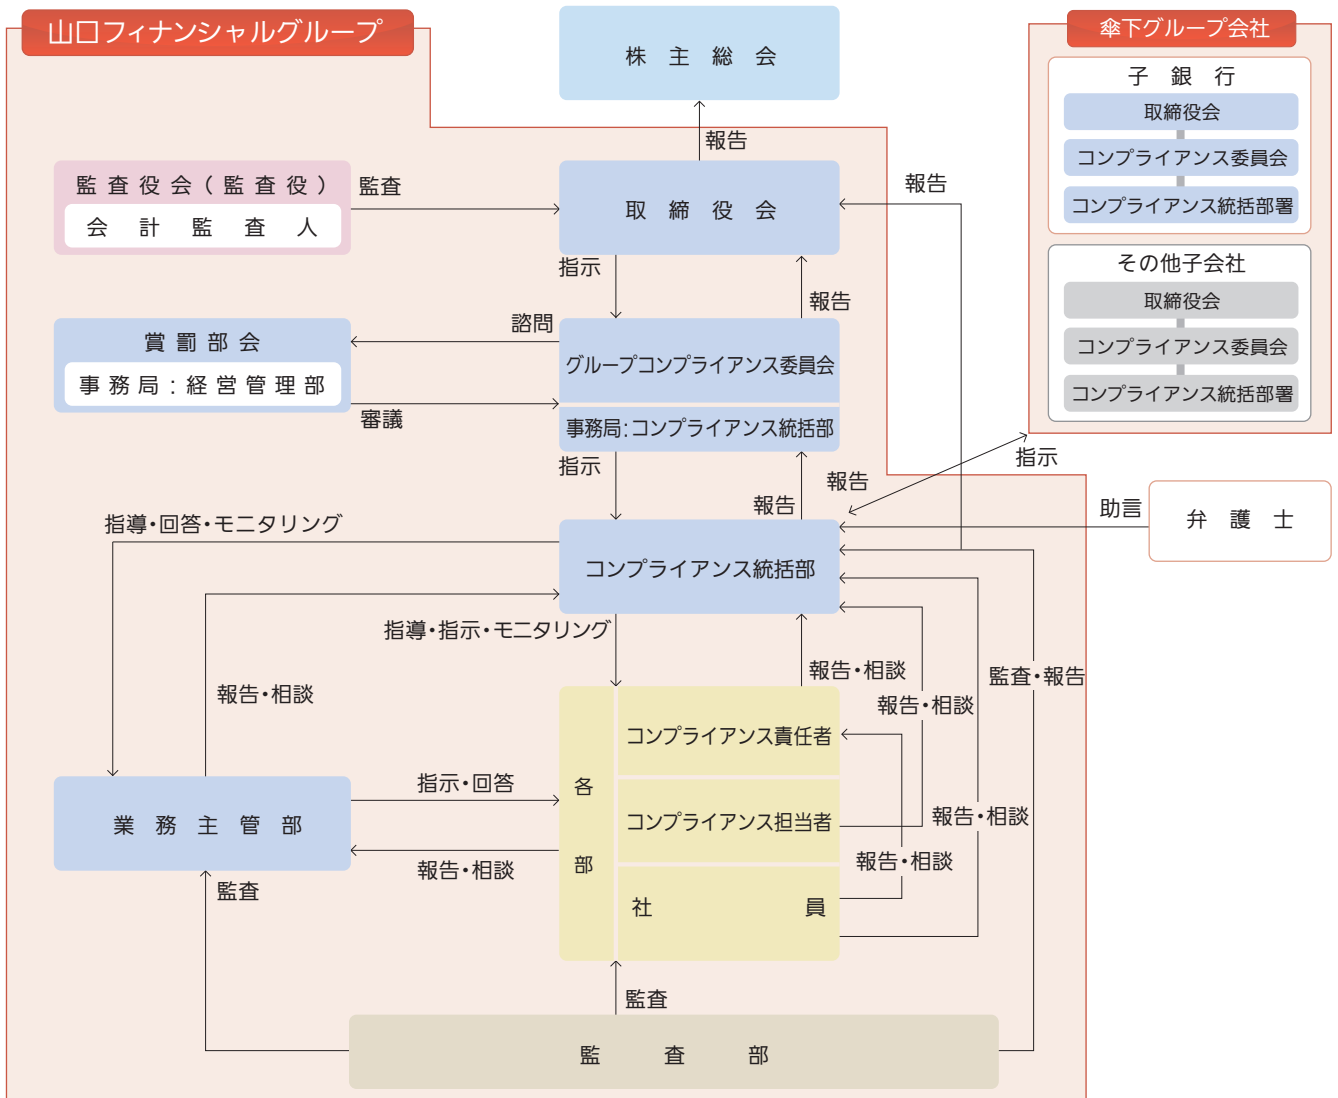 山口フィナンシャルグループ
株主総会
傘下グループ会社
子銀行
取締役会
コンプライアンス委員会
コンプライアンス統括部署
その他子会社
取締役会
コンプライアンス委員会
コンプライアンス統括部署
報告
監査役会(監査役)
会計監査人
監査
取締役会
報告
指示
報告
賞罰部会
事務局:経営管理部
諮問
審議
グループコンプライアンス委員会
事務局:コンプライアンス統括部
指示
報告
報告
指示
助言
弁護士
指導・回答・モニタリング
コンプライアンス統括部
指導・指示・モニタリング
報告・相談
報告・相談
報告・相談
監査・報告
報告・相談
報告・相談
業務主管部
指示・回答
報告・相談
各部
コンプライアンス責任者
コンプライアンス担当者
社員
監査
監査
監査部